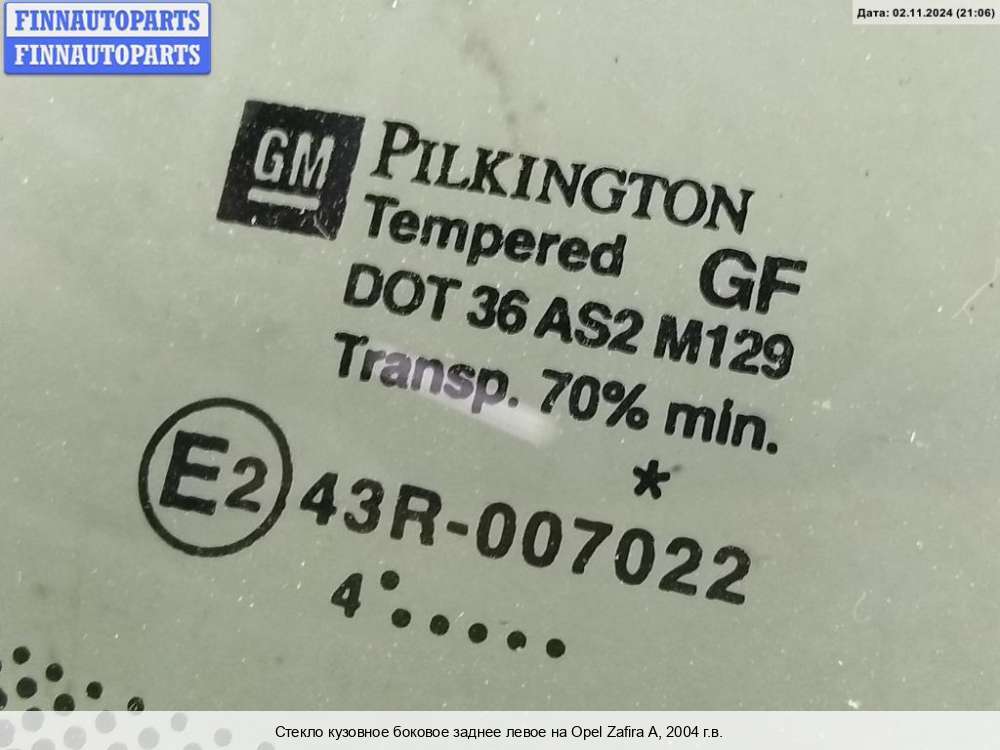 FINNAUTOPARTS
FINNAUTOPARTS
Дата: 02.11.2024 (21:06)
GM PILKINGTON
Tempered GF
DOT 36 AS2 M129
Transp. 70% min.
*
E2 43R-007022
4 ......
Стекло кузовное боковое заднее левое на Opel Zafira A, 2004 г.в.